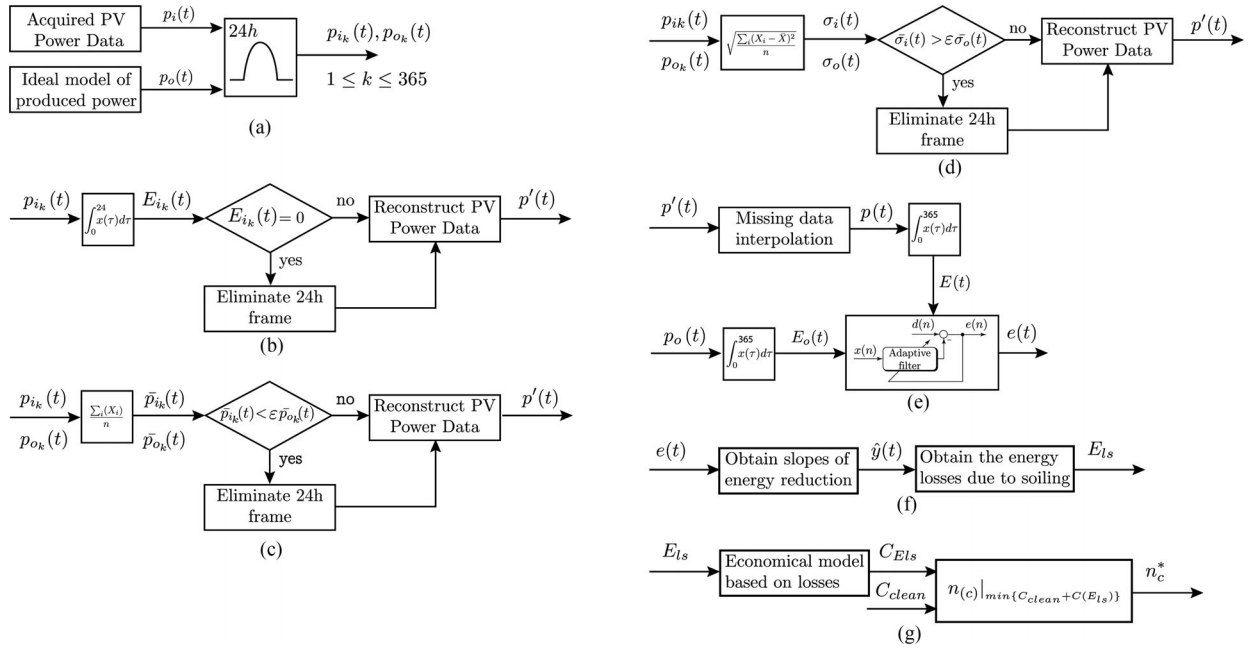 Acquired PV
Power Data
p_i(t)
Ideal model of
produced power
p_o(t)
24h
p_{i_k}(t), p_{o_k}(t)
1 ≤ k ≤ 365
(a)
p_{i_k}(t)
∫_0^{24} x(τ)dτ
E_{i_k}(t)
E_{i_k}(t) = 0
no
yes
Reconstruct PV
Power Data
p'(t)
Eliminate 24h
frame
(b)
p_{i_k}(t)
p_{o_k}(t)
∑_i(X_i)/n
p̄_{i_k}(t)
p̄_{o_k}(t)
p̄_{i_k}(t) < εp̄_{o_k}(t)
no
yes
Reconstruct PV
Power Data
p'(t)
Eliminate 24h
frame
(c)
p_{ik}(t)
p_{o_k}(t)
√(∑_i(X_i − X̄)²/n)
σ_i(t)
σ_o(t)
σ̄_i(t) > εσ̄_o(t)
no
yes
Reconstruct PV
Power Data
p'(t)
Eliminate 24h
frame
(d)
p'(t)
Missing data
interpolation
p(t)
∫_0^{365} x(τ)dτ
E(t)
p_o(t)
∫_0^{365} x(τ)dτ
E_o(t)
d(n)
e(n)
−
x(n)
Adaptive
filter
e(t)
(e)
e(t)
Obtain slopes of
energy reduction
ŷ(t)
Obtain the energy
losses due to soiling
E_{ls}
(f)
E_{ls}
Economical model
based on losses
C_{Els}
C_{clean}
n_{(c)}|_{min{C_{clean}+C(E_{ls})}}
n_c^*
(g)